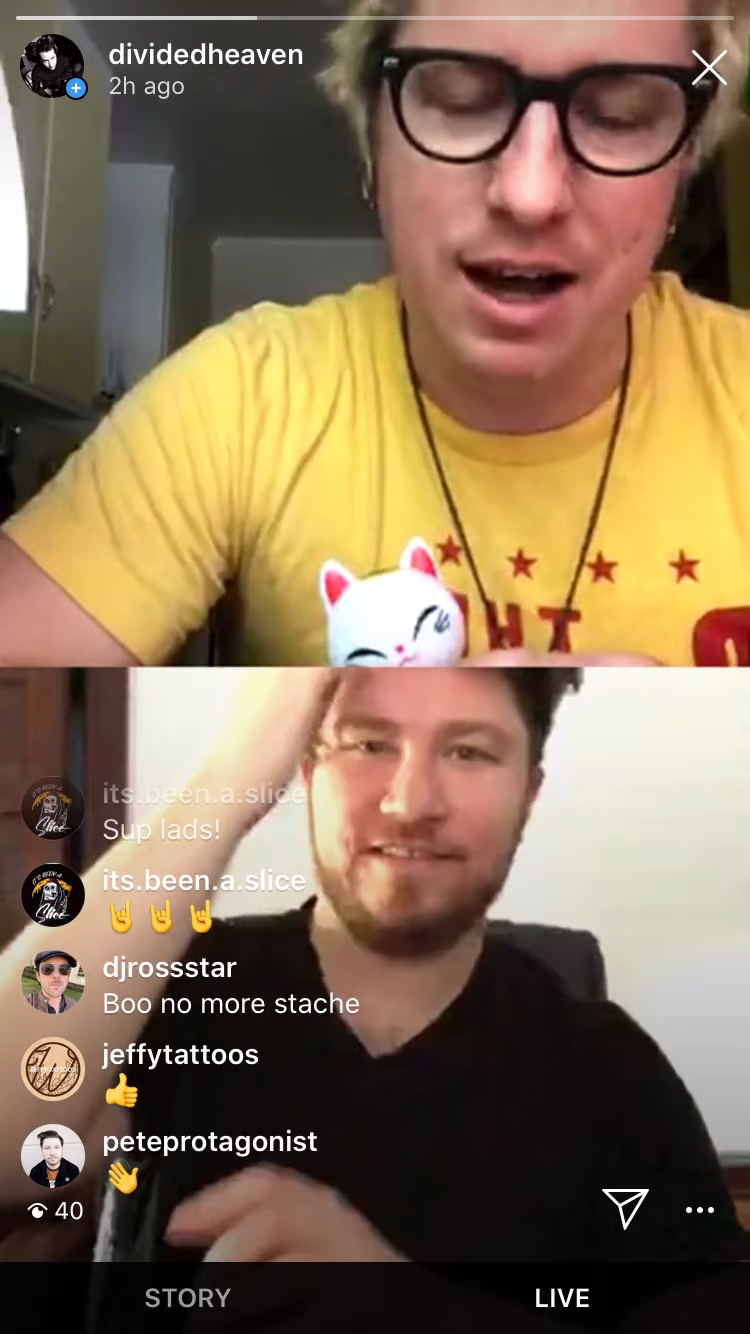 dividedheaven
2h ago
its.been.a.slice
Sup lads!
its.been.a.slice
🤘 🤘 🤘
djrossstar
Boo no more stache
jeffytattoos
👍
peteprotagonist
👋
40
STORY
LIVE